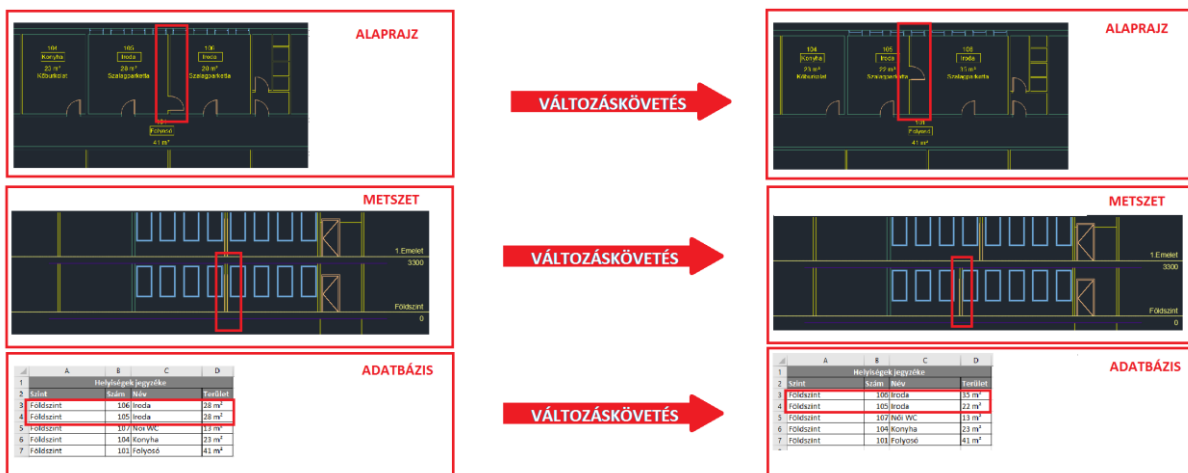 ALAPRAJZ
104
Konyha
23 m²
Kőburkolat
105
Iroda
28 m²
Szalagparketta
106
Iroda
28 m²
Szalagparketta
101
Folyosó
41 m²
VÁLTOZÁSKÖVETÉS
ALAPRAJZ
104
Konyha
23 m²
Kőburkolat
105
Iroda
22 m²
Szalagparketta
106
Iroda
35 m²
Szalagparketta
101
Folyosó
41 m²
METSZET
1.Emelet
3300
Földszint
0
VÁLTOZÁSKÖVETÉS
METSZET
1.Emelet
3300
Földszint
0
ADATBÁZIS
A B C D
1 Helyiségek jegyzéke
2 Szint Szám Név Terület
3 Földszint 106 Iroda 28 m²
4 Földszint 105 Iroda 28 m²
5 Földszint 107 Női WC 13 m²
6 Földszint 104 Konyha 23 m²
7 Földszint 101 Folyosó 41 m²
VÁLTOZÁSKÖVETÉS
ADATBÁZIS
A B C D
1 Helyiségek jegyzéke
2 Szint Szám Név Terület
3 Földszint 106 Iroda 35 m²
4 Földszint 105 Iroda 22 m²
5 Földszint 107 Női WC 13 m²
6 Földszint 104 Konyha 23 m²
7 Földszint 101 Folyosó 41 m²